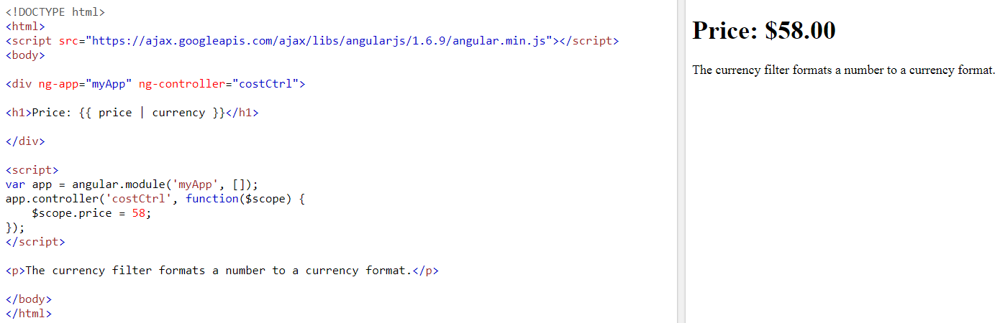 <!DOCTYPE html>
<html>
<script src="https://ajax.googleapis.com/ajax/libs/angularjs/1.6.9/angular.min.js"></script>
<body>
<div ng-app="myApp" ng-controller="costCtrl">
<h1>Price: {{ price | currency }}</h1>
</div>
<script>
var app = angular.module('myApp', []);
app.controller('costCtrl', function($scope) {
    $scope.price = 58;
});
</script>
<p>The currency filter formats a number to a currency format.</p>
</body>
</html>
Price: $58.00
The currency filter formats a number to a currency format.